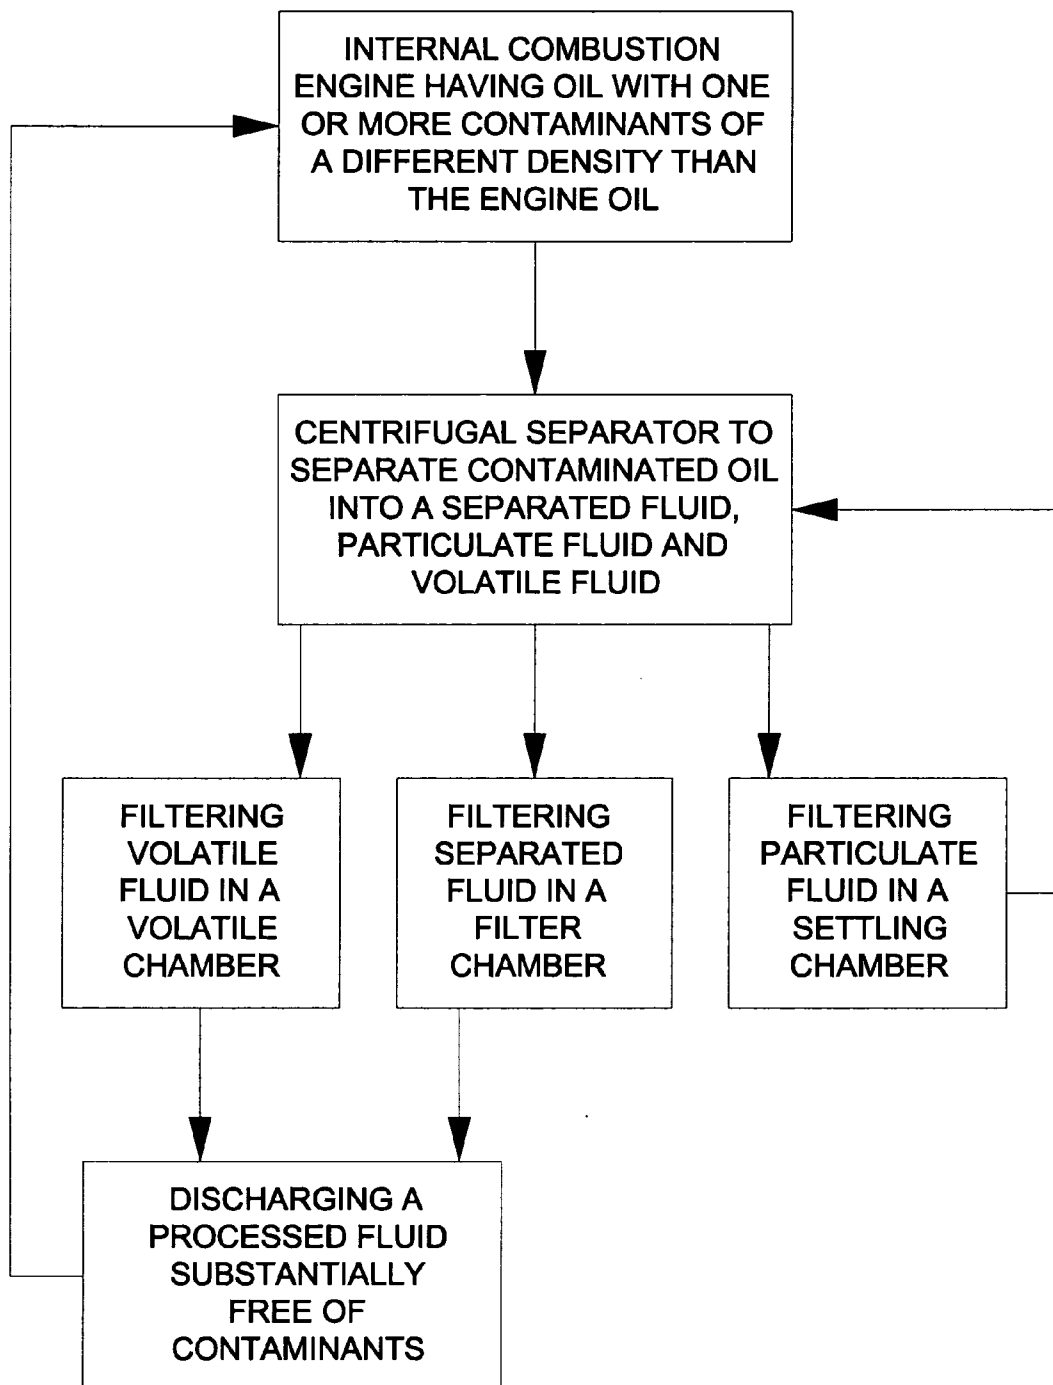 INTERNAL COMBUSTION
ENGINE HAVING OIL WITH ONE
OR MORE CONTAMINANTS OF
A DIFFERENT DENSITY THAN
THE ENGINE OIL
CENTRIFUGAL SEPARATOR TO
SEPARATE CONTAMINATED OIL
INTO A SEPARATED FLUID,
PARTICULATE FLUID AND
VOLATILE FLUID
FILTERING
VOLATILE
FLUID IN A
VOLATILE
CHAMBER
FILTERING
SEPARATED
FLUID IN A
FILTER
CHAMBER
FILTERING
PARTICULATE
FLUID IN A
SETTLING
CHAMBER
DISCHARGING A
PROCESSED FLUID
SUBSTANTIALLY
FREE OF
CONTAMINANTS